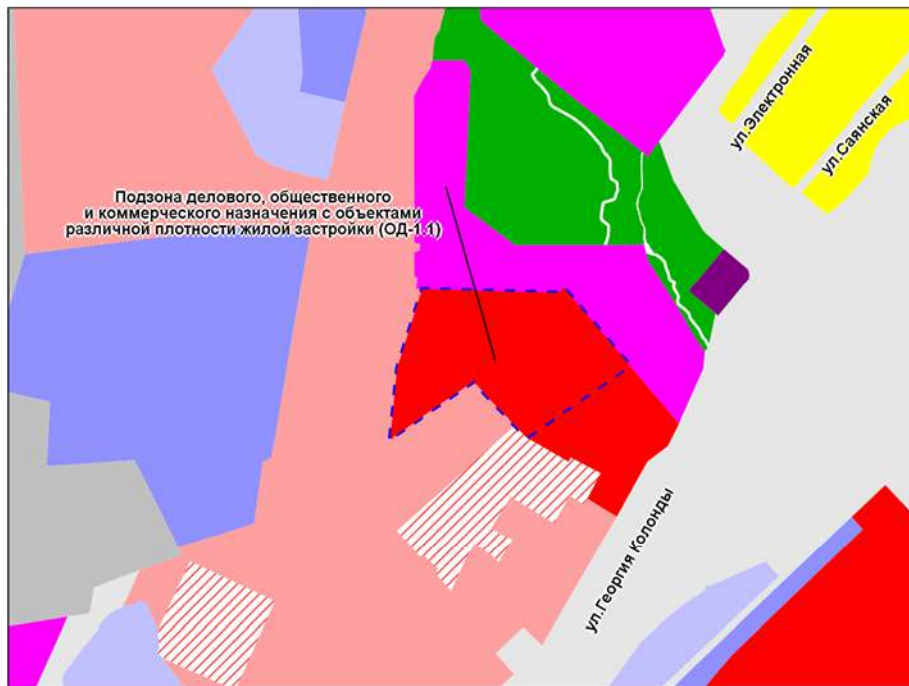 ул.Электронная
ул.Саянская
Подзона делового, общественного
и коммерческого назначения с объектами
различной плотности жилой застройки (ОД-1.1)
ул.Георгия Колонды